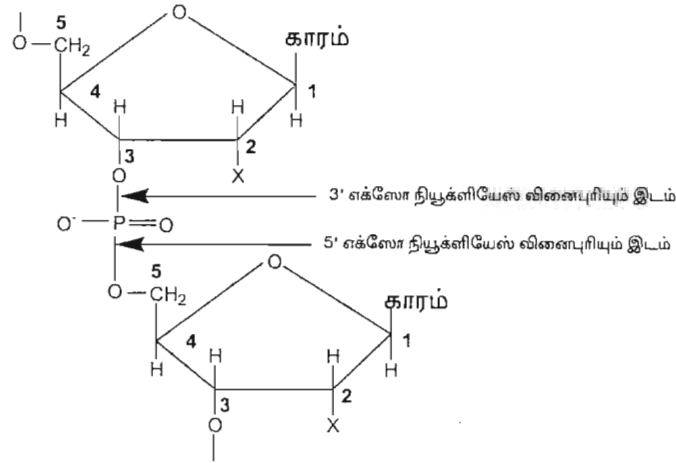 O
5
காரம்
O
CH2
4
1
H
H
H
H
3
2
O
X
3' எக்ஸோ நியூக்ளியேஸ் வினைபுரியும் இடம்
O-
P
O
5' எக்ஸோ நியூக்ளியேஸ் வினைபுரியும் இடம்
5
O
O
CH2
காரம்
4
1
H
H
H
H
3
2
O
X